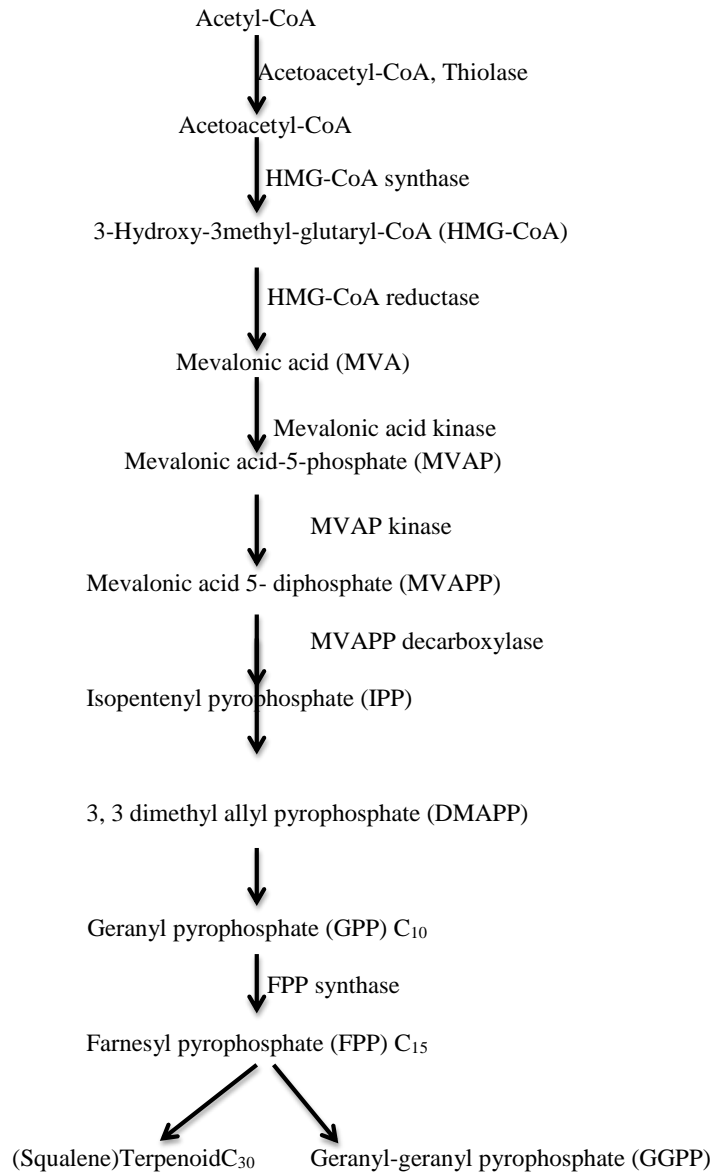 Acetyl-CoA
Acetoacetyl-CoA, Thiolase
Acetoacetyl-CoA
HMG-CoA synthase
3-Hydroxy-3methyl-glutaryl-CoA (HMG-CoA)
HMG-CoA reductase
Mevalonic acid (MVA)
Mevalonic acid kinase
Mevalonic acid-5-phosphate (MVAP)
MVAP kinase
Mevalonic acid 5- diphosphate (MVAPP)
MVAPP decarboxylase
Isopentenyl pyrophosphate (IPP)
3, 3 dimethyl allyl pyrophosphate (DMAPP)
Geranyl pyrophosphate (GPP) C₁₀
FPP synthase
Farnesyl pyrophosphate (FPP) C₁₅
(Squalene)TerpenoidC₃₀ Geranyl-geranyl pyrophosphate (GGPP)